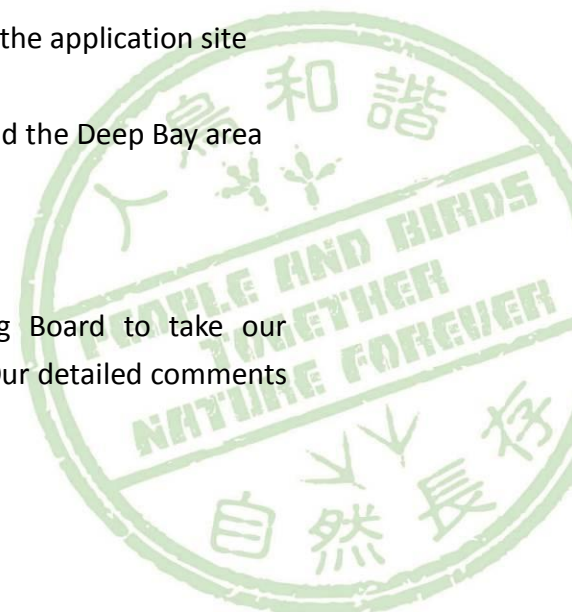 the application site
d the Deep Bay area
g Board to take our
Our detailed comments
人鳥和諧
PEOPLE AND BIRDS
TOGETHER
NATURE FOREVER
自然長存